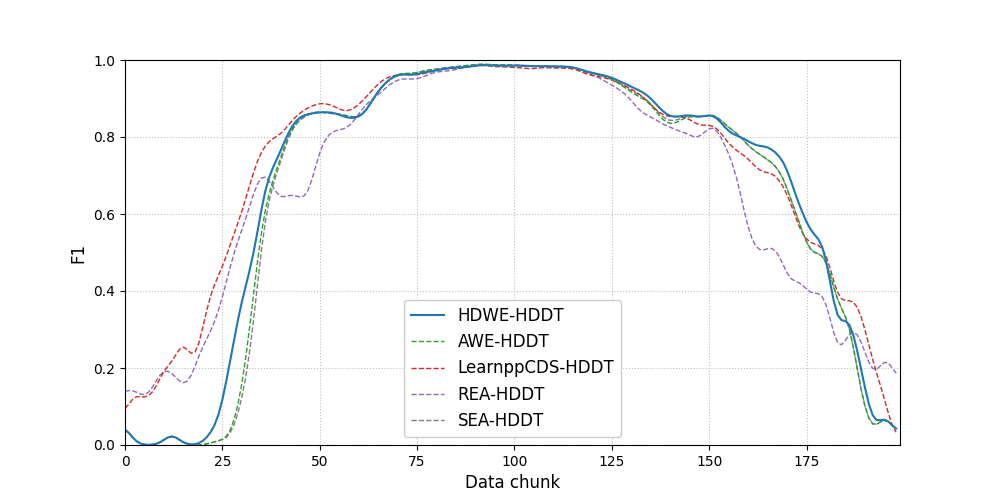 1.0
0.8
0.6
0.4
0.2
0.0
F1
HDWE-HDDT
AWE-HDDT
LearnppCDS-HDDT
REA-HDDT
SEA-HDDT
0 25 50 75 100 125 150 175
Data chunk